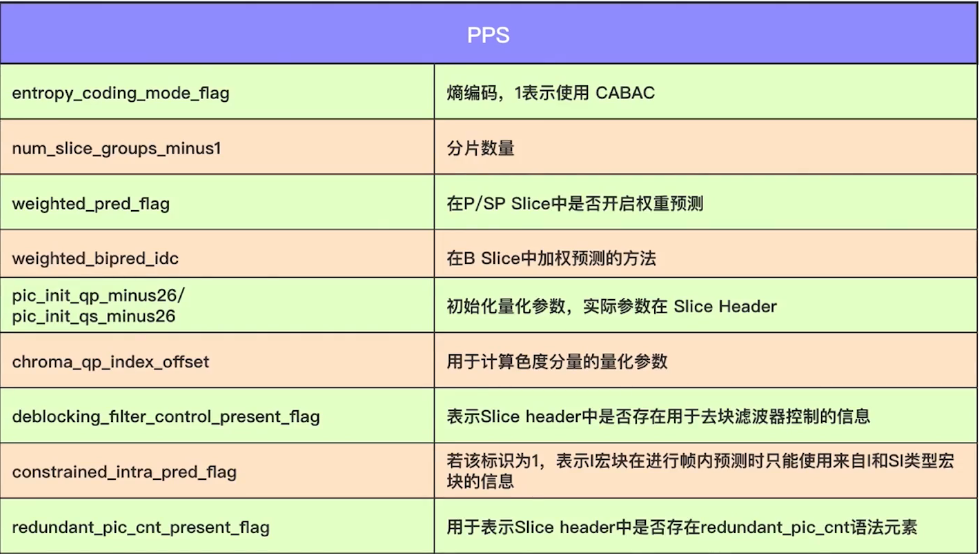 PPS
entropy_coding_mode_flag
熵编码，1表示使用 CABAC
num_slice_groups_minus1
分片数量
weighted_pred_flag
在P/SP Slice中是否开启权重预测
weighted_bipred_idc
在B Slice中加权预测的方法
pic_init_qp_minus26/
pic_init_qs_minus26
初始化量化参数，实际参数在 Slice Header
chroma_qp_index_offset
用于计算色度分量的量化参数
deblocking_filter_control_present_flag
表示Slice header中是否存在用于去块滤波器控制的信息
constrained_intra_pred_flag
若该标识为1，表示I宏块在进行帧内预测时只能使用来自I和SI类型宏
块的信息
redundant_pic_cnt_present_flag
用于表示Slice header中是否存在redundant_pic_cnt语法元素